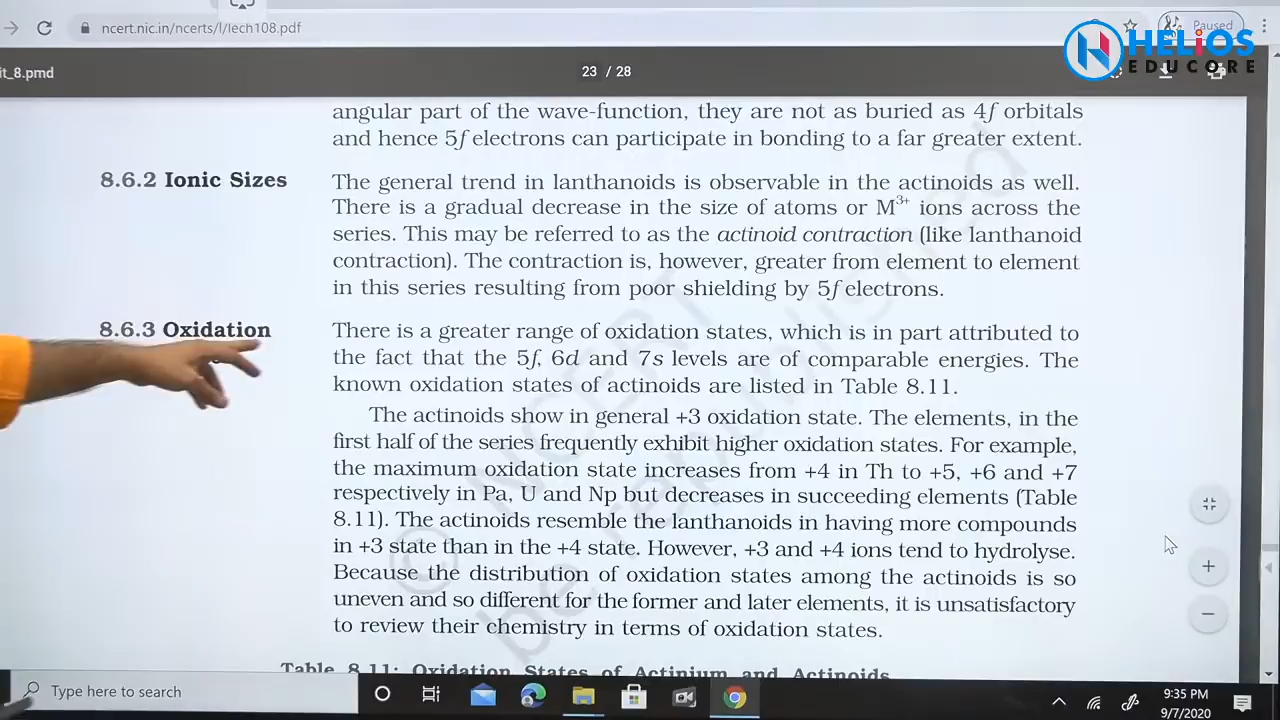 ncert.nic.in/ncerts/l/lech108.pdf
Paused
HELiOS
EDUCORE
it_8.pmd
23 / 28
angular part of the wave-function, they are not as buried as 4f orbitals
and hence 5f electrons can participate in bonding to a far greater extent.
8.6.2 Ionic Sizes
The general trend in lanthanoids is observable in the actinoids as well.
There is a gradual decrease in the size of atoms or M3+ ions across the
series. This may be referred to as the actinoid contraction (like lanthanoid
contraction). The contraction is, however, greater from element to element
in this series resulting from poor shielding by 5f electrons.
8.6.3 Oxidation
There is a greater range of oxidation states, which is in part attributed to
the fact that the 5f, 6d and 7s levels are of comparable energies. The
known oxidation states of actinoids are listed in Table 8.11.
The actinoids show in general +3 oxidation state. The elements, in the
first half of the series frequently exhibit higher oxidation states. For example,
the maximum oxidation state increases from +4 in Th to +5, +6 and +7
respectively in Pa, U and Np but decreases in succeeding elements (Table
8.11). The actinoids resemble the lanthanoids in having more compounds
in +3 state than in the +4 state. However, +3 and +4 ions tend to hydrolyse.
Because the distribution of oxidation states among the actinoids is so
uneven and so different for the former and later elements, it is unsatisfactory
to review their chemistry in terms of oxidation states.
Table 8.11: Oxidation States of Actinium and Actinoids
© NCERT
be republished
Type here to search
9:35 PM
9/7/2020